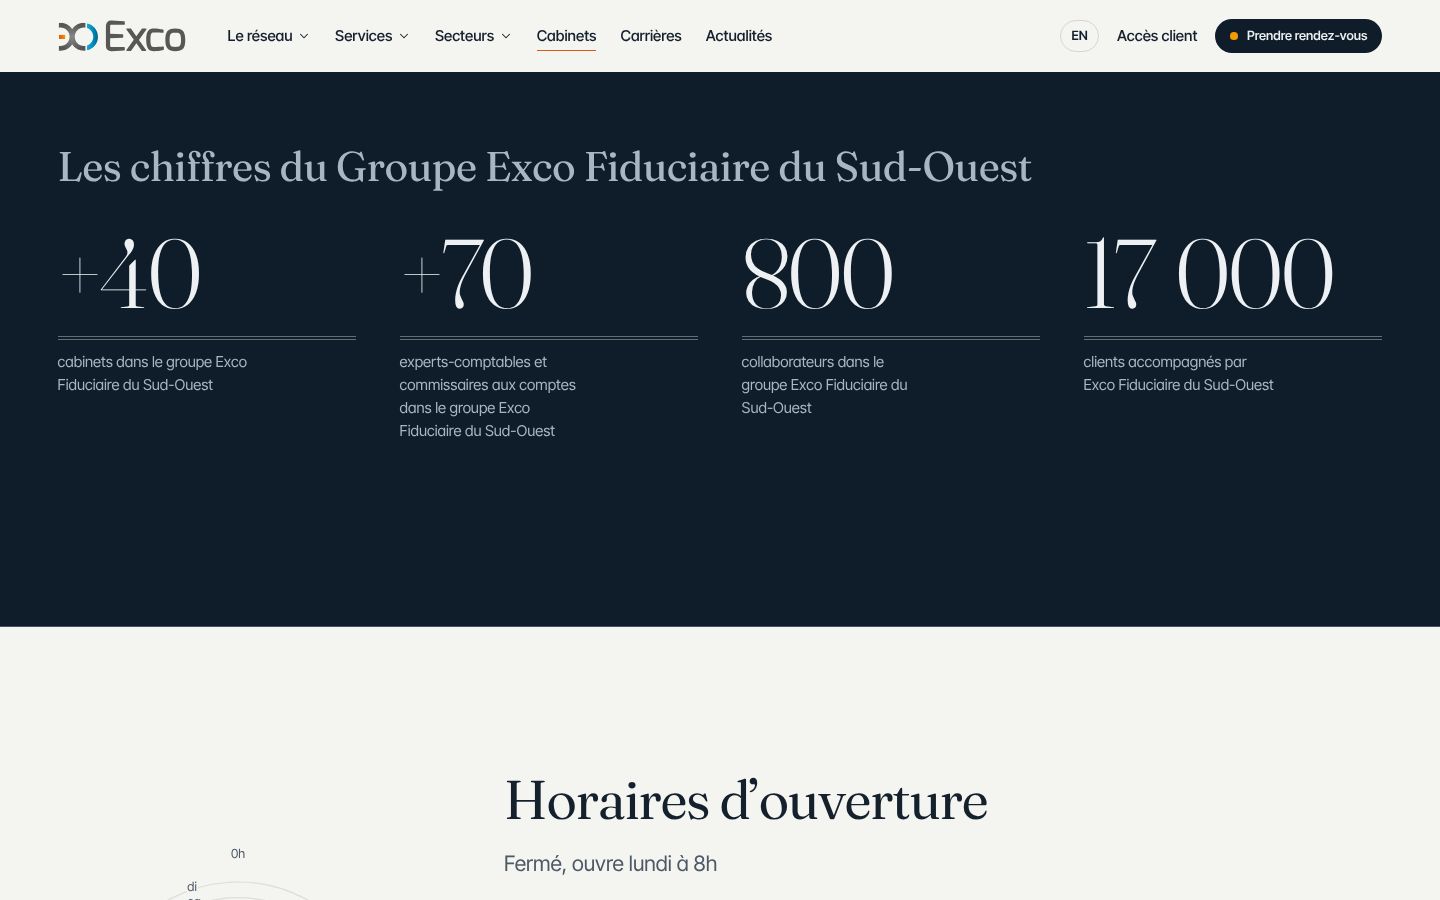 Exco
Le réseau
Services
Secteurs
Cabinets
Carrières
Actualités
EN
Accès client
Prendre rendez-vous
Les chiffres du Groupe Exco Fiduciaire du Sud-Ouest
+40
cabinets dans le groupe Exco
Fiduciaire du Sud-Ouest
+70
experts-comptables et
commissaires aux comptes
dans le groupe Exco
Fiduciaire du Sud-Ouest
800
collaborateurs dans le
groupe Exco Fiduciaire du
Sud-Ouest
17 000
clients accompagnés par
Exco Fiduciaire du Sud-Ouest
Horaires d’ouverture
Fermé, ouvre lundi à 8h
0h
di